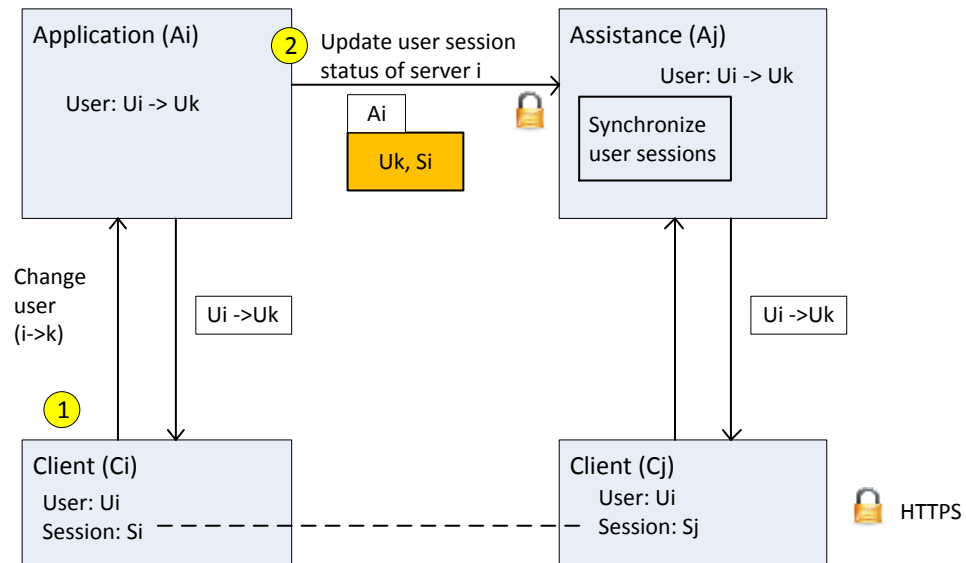 Application (Ai)
User: Ui -> Uk
2
Update user session
status of server i
Ai
Uk, Si
Assistance (Aj)
User: Ui -> Uk
Synchronize
user sessions
Change
user
(i->k)
Ui ->Uk
Ui ->Uk
1
Client (Ci)
User: Ui
Session: Si
Client (Cj)
User: Ui
Session: Sj
HTTPS